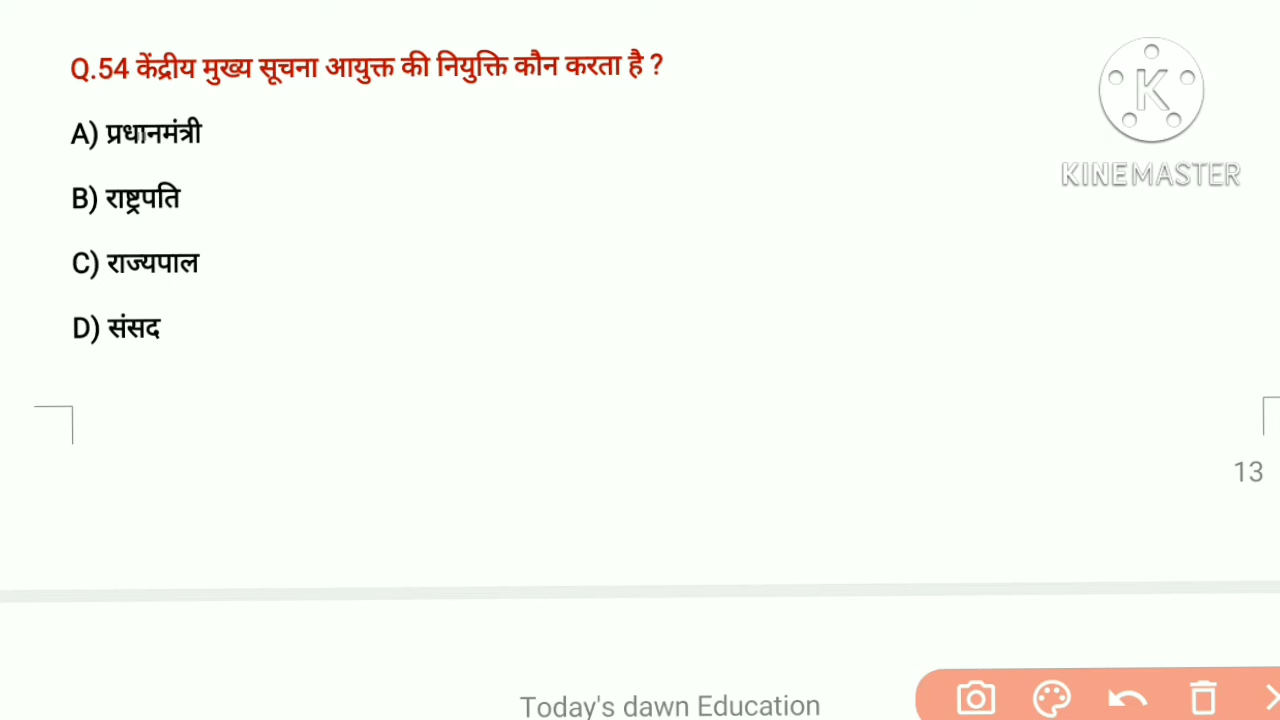 Q.54 केंद्रीय मुख्य सूचना आयुक्त की नियुक्ति कौन करता है ?
A) प्रधानमंत्री
B) राष्ट्रपति
C) राज्यपाल
D) संसद
K
KINEMASTER
13
Today's dawn Education